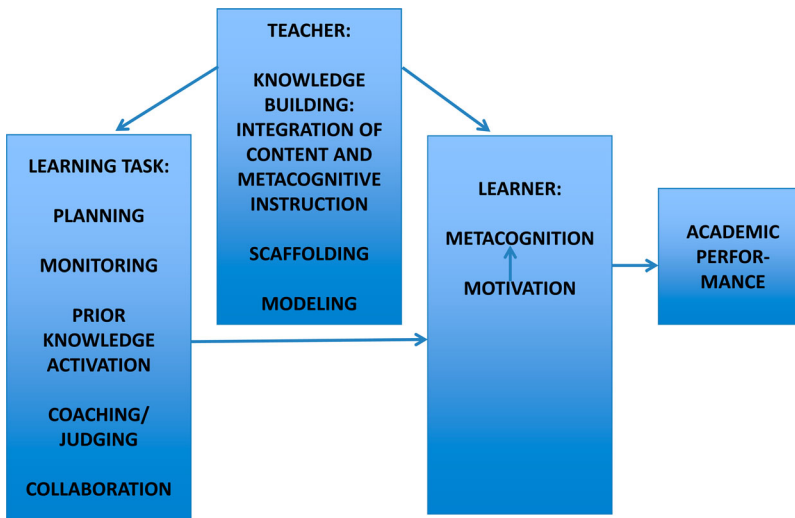 TEACHER:
KNOWLEDGE
BUILDING:
INTEGRATION OF
CONTENT AND
METACOGNITIVE
INSTRUCTION
SCAFFOLDING
MODELING
LEARNING TASK:
PLANNING
MONITORING
PRIOR
KNOWLEDGE
ACTIVATION
COACHING/
JUDGING
COLLABORATION
LEARNER:
METACOGNITION
MOTIVATION
ACADEMIC
PERFOR-
MANCE